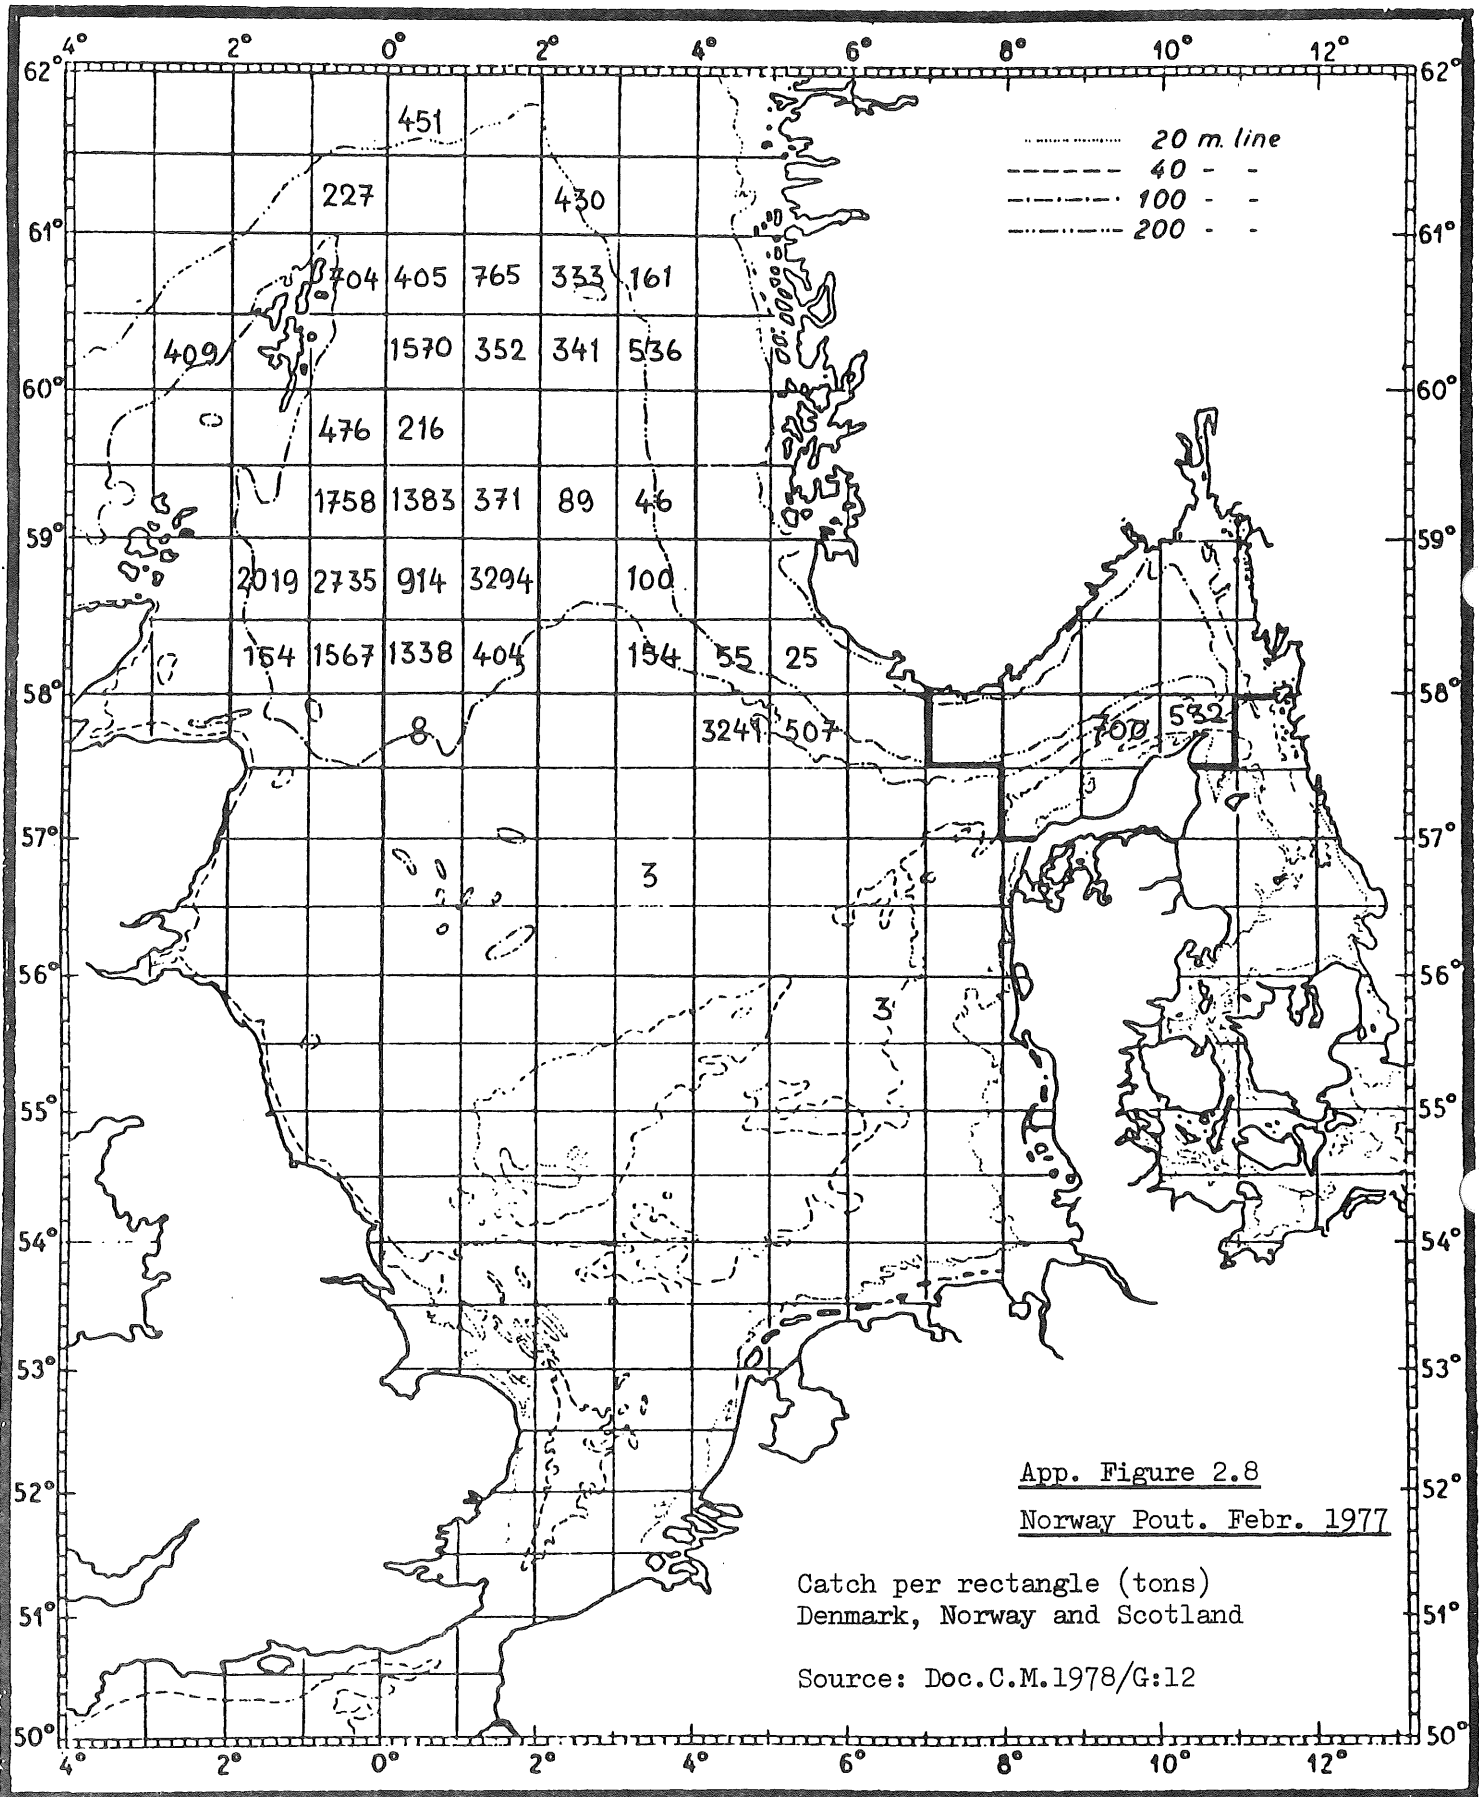 4° 2° 0° 2° 4° 6° 8° 10° 12°
62° 62°
451
20 m. line
40 - -
100 - -
200 - -
227 430
61° 61°
704 405 765 333 161
409 1570 352 341 536
60° 60°
476 216
1758 1383 371 89 46
59° 59°
2019 2735 914 3294 100
154 1567 1338 404 154 55 25
58° 58°
8 3241 507 700 532
57° 57°
3
56° 56°
3
55° 55°
54° 54°
53° 53°
App. Figure 2.8
52° 52°
Norway Pout. Febr. 1977
Catch per rectangle (tons)
Denmark, Norway and Scotland
51° 51°
Source: Doc.C.M.1978/G:12
50° 50°
4° 2° 0° 2° 4° 6° 8° 10° 12°